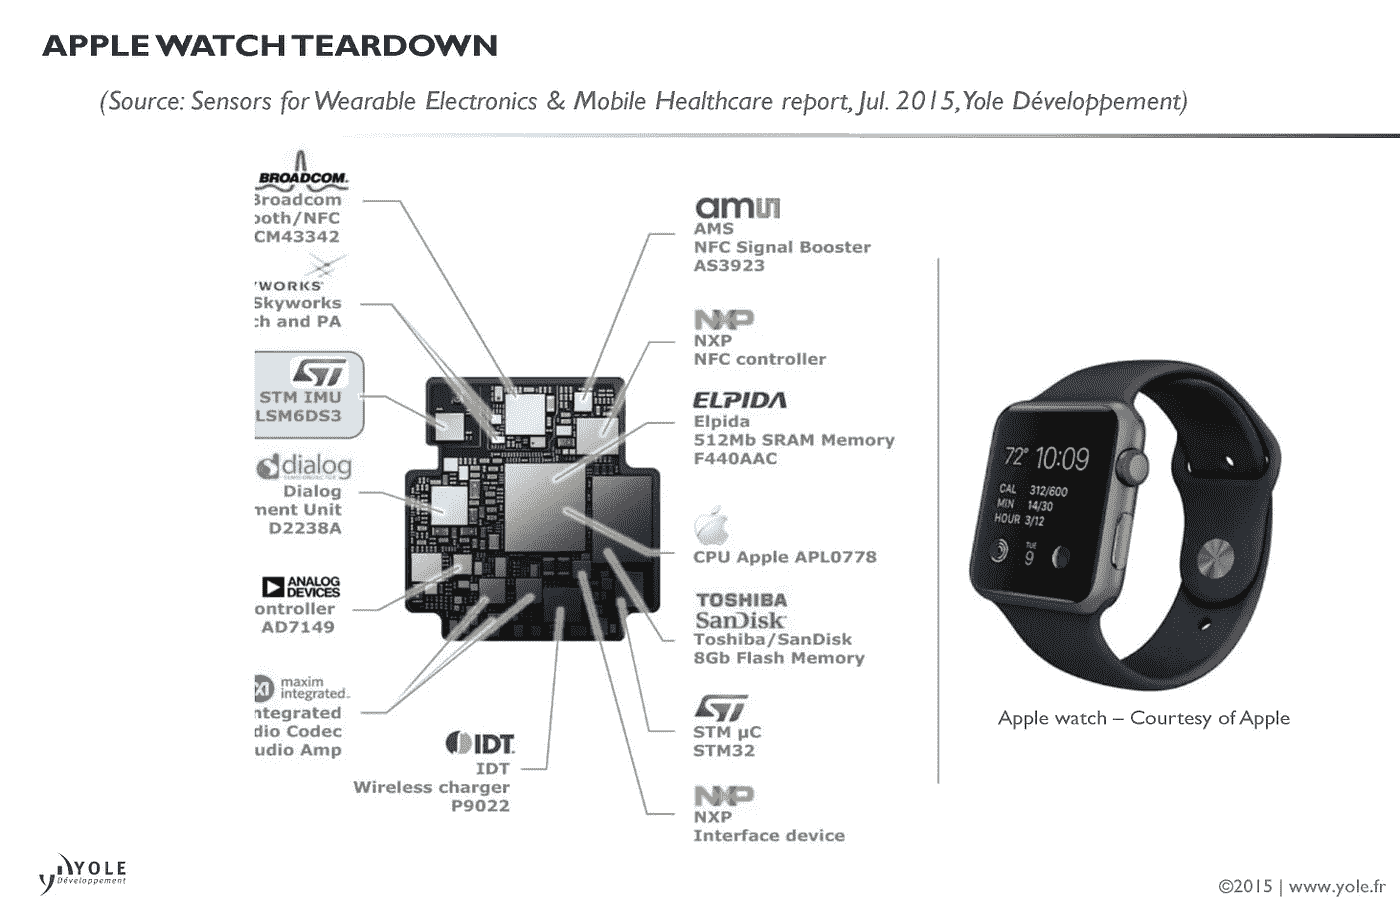 APPLE WATCH TEARDOWN
(Source: Sensors for Wearable Electronics & Mobile Healthcare report, Jul. 2015, Yole Développement)
BROADCOM.
Broadcom
ooth/NFC
CM43342
YWORKS
Skyworks
ch and PA
ST
STM IMU
LSM6DS3
dialog
SEMICONDUCTOR
Dialog
ment Unit
D2238A
ANALOG
DEVICES
ontroller
AD7149
maxim
integrated.
ntegrated
dio Codec
udio Amp
IDT.
IDT
Wireless charger
P9022
amu
AMS
NFC Signal Booster
AS3923
NXP
NXP
NFC controller
ELPIDA
Elpida
512Mb SRAM Memory
F440AAC
CPU Apple APL0778
TOSHIBA
SanDisk
Toshiba/SanDisk
8Gb Flash Memory
ST
STM µC
STM32
NXP
NXP
Interface device
72° 10:09
CAL 312/600
MIN 14/30
HOUR 3/12
TUE
9
Apple watch – Courtesy of Apple
YOLE
Développement
©2015 | www.yole.fr